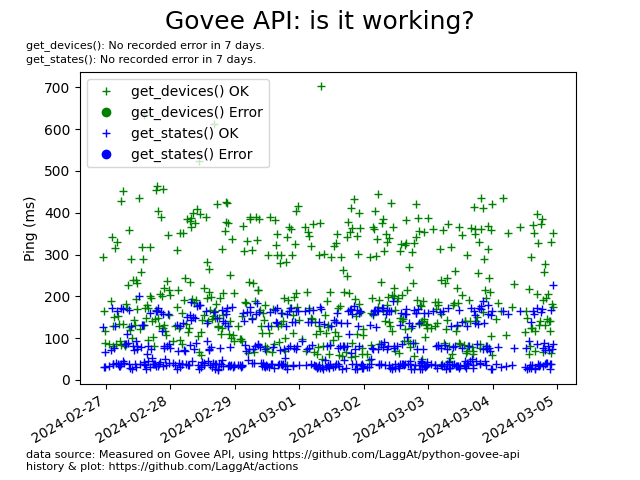 Govee API: is it working?
get_devices(): No recorded error in 7 days.
get_states(): No recorded error in 7 days.
get_devices() OK
get_devices() Error
get_states() OK
get_states() Error
Ping (ms)
700
600
500
400
300
200
100
0
2024-02-27
2024-02-28
2024-02-29
2024-03-01
2024-03-02
2024-03-03
2024-03-04
2024-03-05
data source: Measured on Govee API, using https://github.com/LaggAt/python-govee-api
history & plot: https://github.com/LaggAt/actions